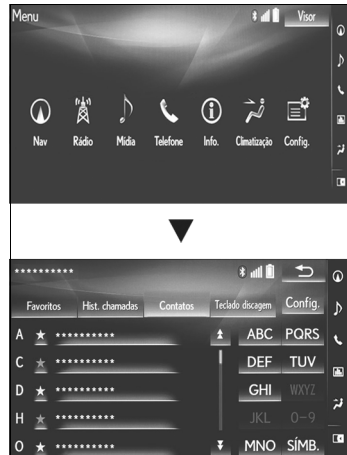 Menu Visor
Nav Rádio Mídia Telefone Info. Climatização Config.
**********
Favoritos Hist. chamadas Contatos Teclado discagem Config.
A ********** ABC PQRS
C ********** DEF TUV
D ********** GHI WXYZ
H ********** JKL 0-9
O ********** MNO SÍMB.